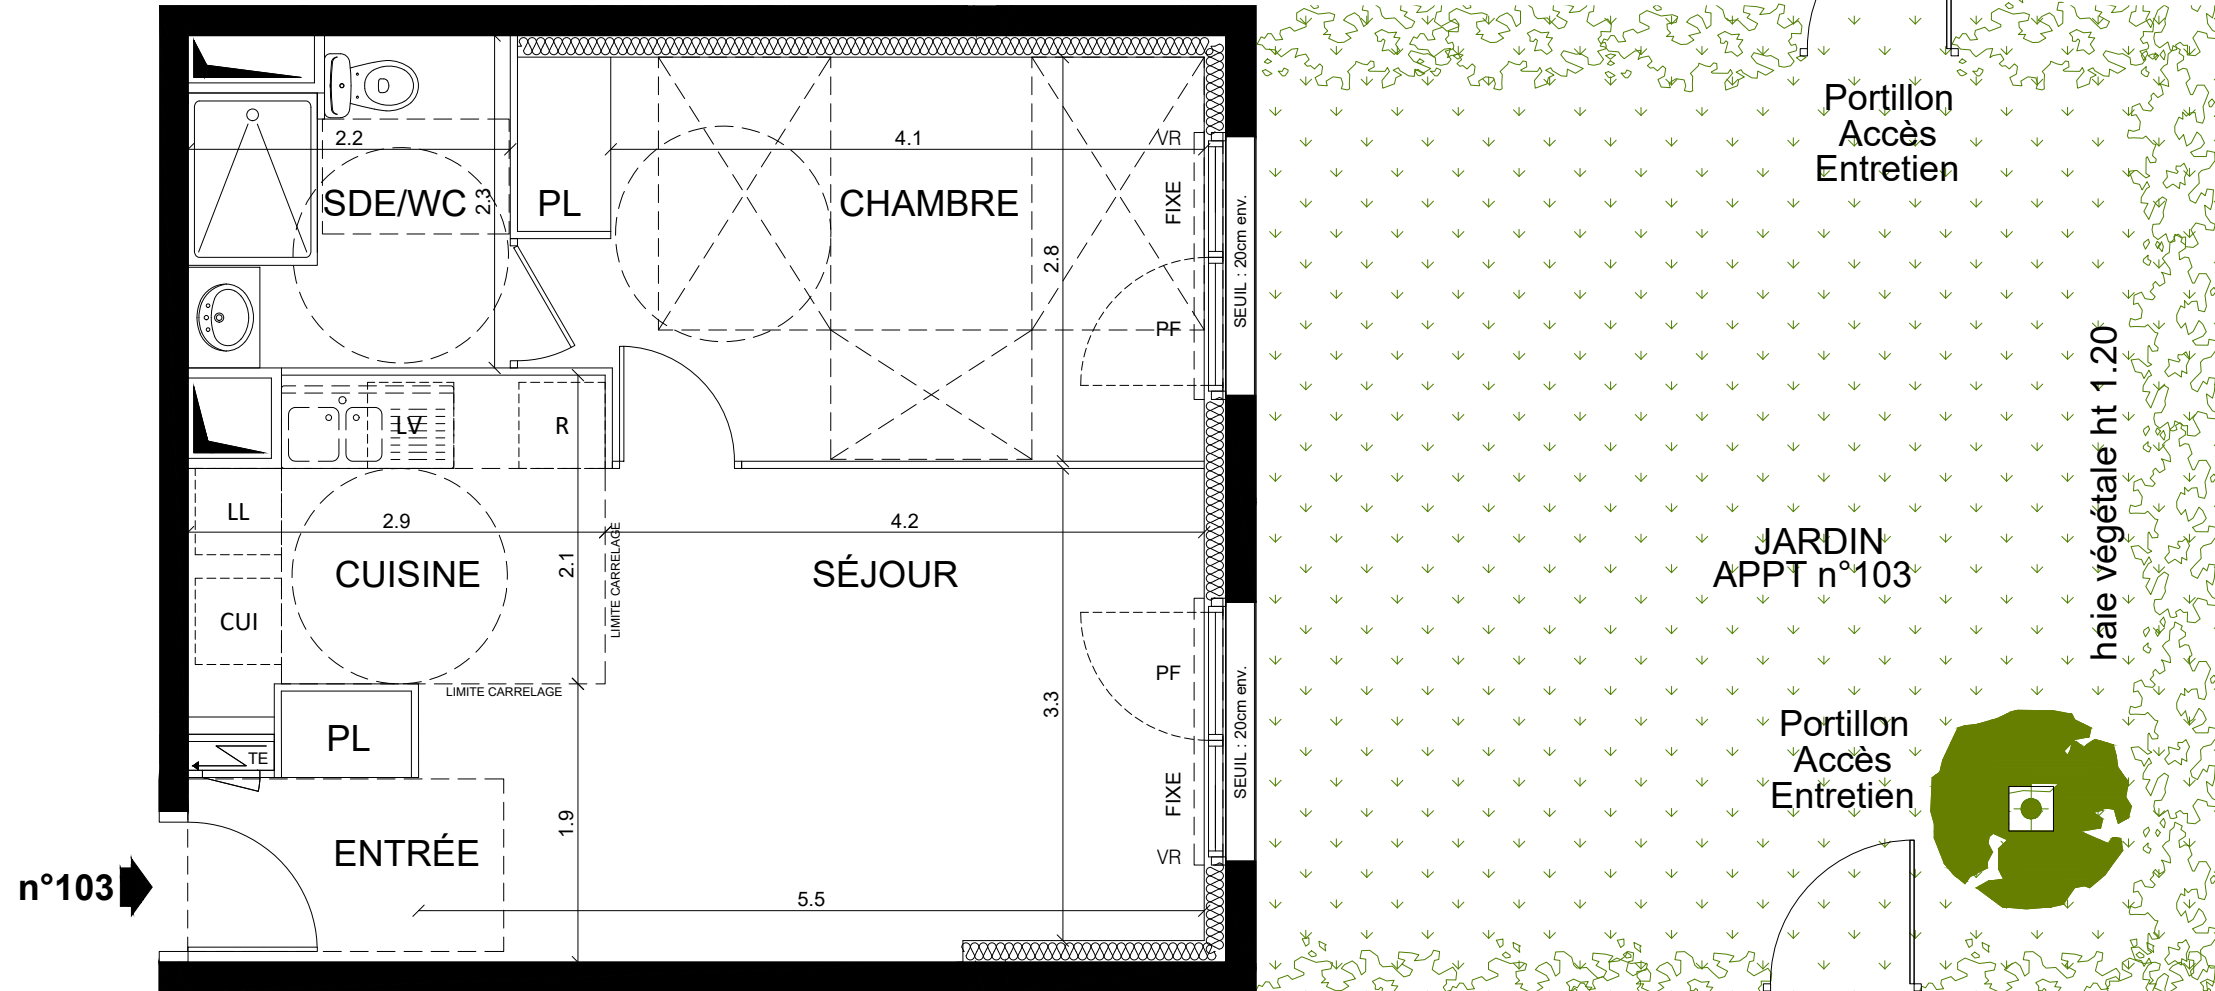 Portillon
Accès
Entretien
2.2
4.1
VR
SDE/WC
2.3
PL
CHAMBRE
FIXE
SEUIL : 20cm env.
2.8
PF
LV
R
haie végétale ht 1.20
LL
2.9
4.2
LIMITE CARRELAGE
CUISINE
2.1
SÉJOUR
JARDIN
APPT n°103
CUI
LIMITE CARRELAGE
PF
3.3
SEUIL : 20cm env.
PL
TE
Portillon
Accès
Entretien
FIXE
1.9
ENTRÉE
VR
n°103
5.5